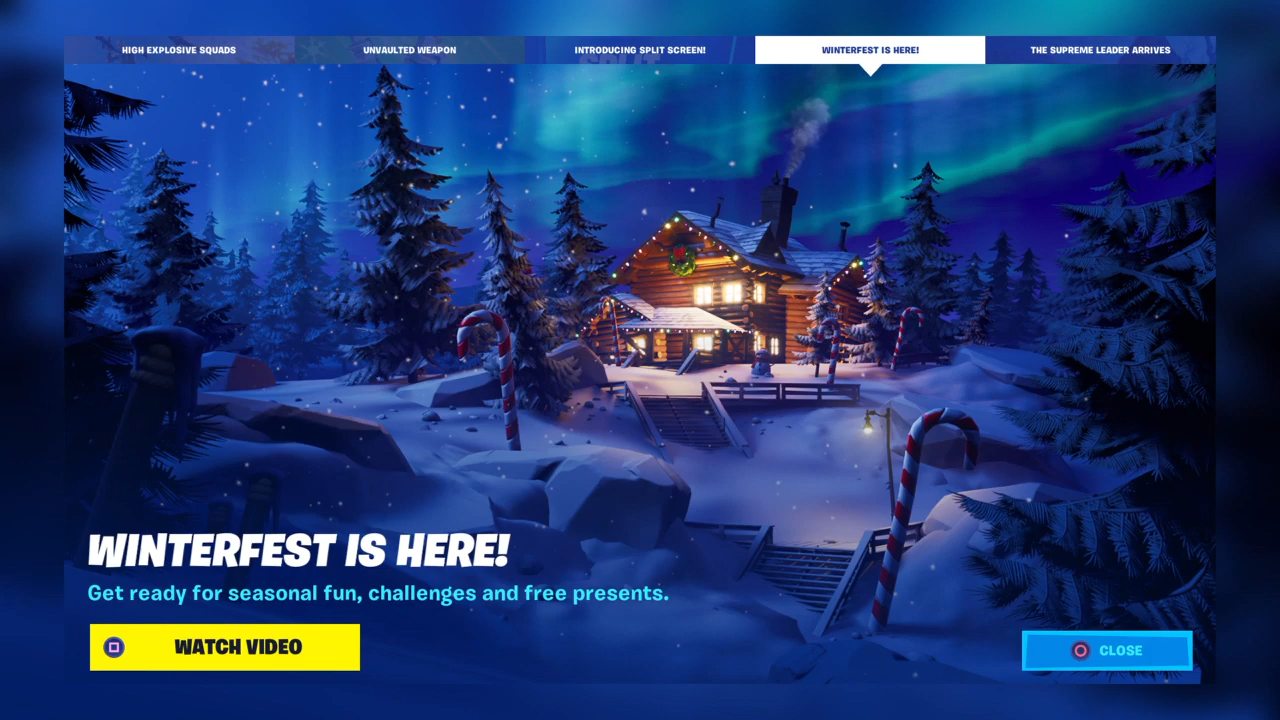 HIGH EXPLOSIVE SQUADS
UNVAULTED WEAPON
INTRODUCING SPLIT SCREEN!
WINTERFEST IS HERE!
THE SUPREME LEADER ARRIVES
WINTERFEST IS HERE!
Get ready for seasonal fun, challenges and free presents.
WATCH VIDEO
CLOSE